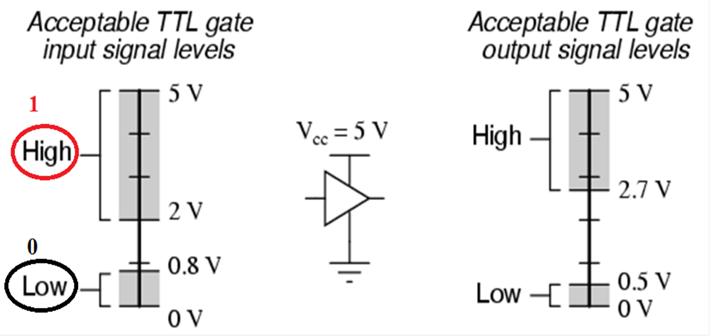 Acceptable TTL gate
input signal levels
1
High
5 V
2 V
0
Low
0.8 V
0 V
Vcc = 5 V
Acceptable TTL gate
output signal levels
High
5 V
2.7 V
Low
0.5 V
0 V